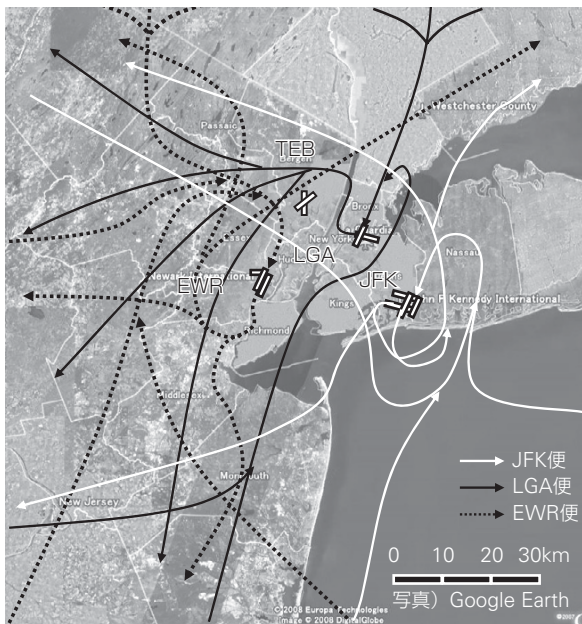 Westchester County
Passaic
TEB
Bergen
Bronx
LaGuardia
Essex
New York
LGA
Nassau
Newark International
EWR
JFK
John F Kennedy International
Kings
Richmond
Middlesex
Monmouth
New Jersey
JFK便
LGA便
EWR便
0 10 20 30km
写真）Google Earth
© 2008 Europa Technologies
Image © 2008 DigitalGlobe
©2007